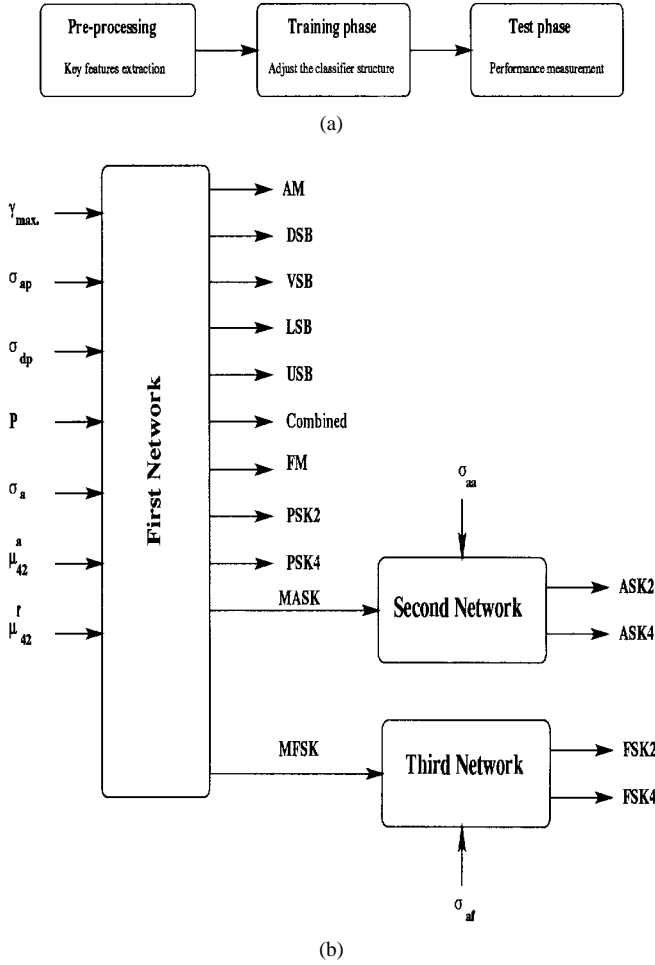 Pre-processing
Key features extraction
Training phase
Adjust the classifier structure
Test phase
Performance measurement
(a)
γmax.
σap
σdp
P
σa
μ42a
μ42f
First Network
AM
DSB
VSB
LSB
USB
Combined
FM
PSK2
PSK4
MASK
MFSK
σaa
Second Network
ASK2
ASK4
Third Network
FSK2
FSK4
σaf
(b)